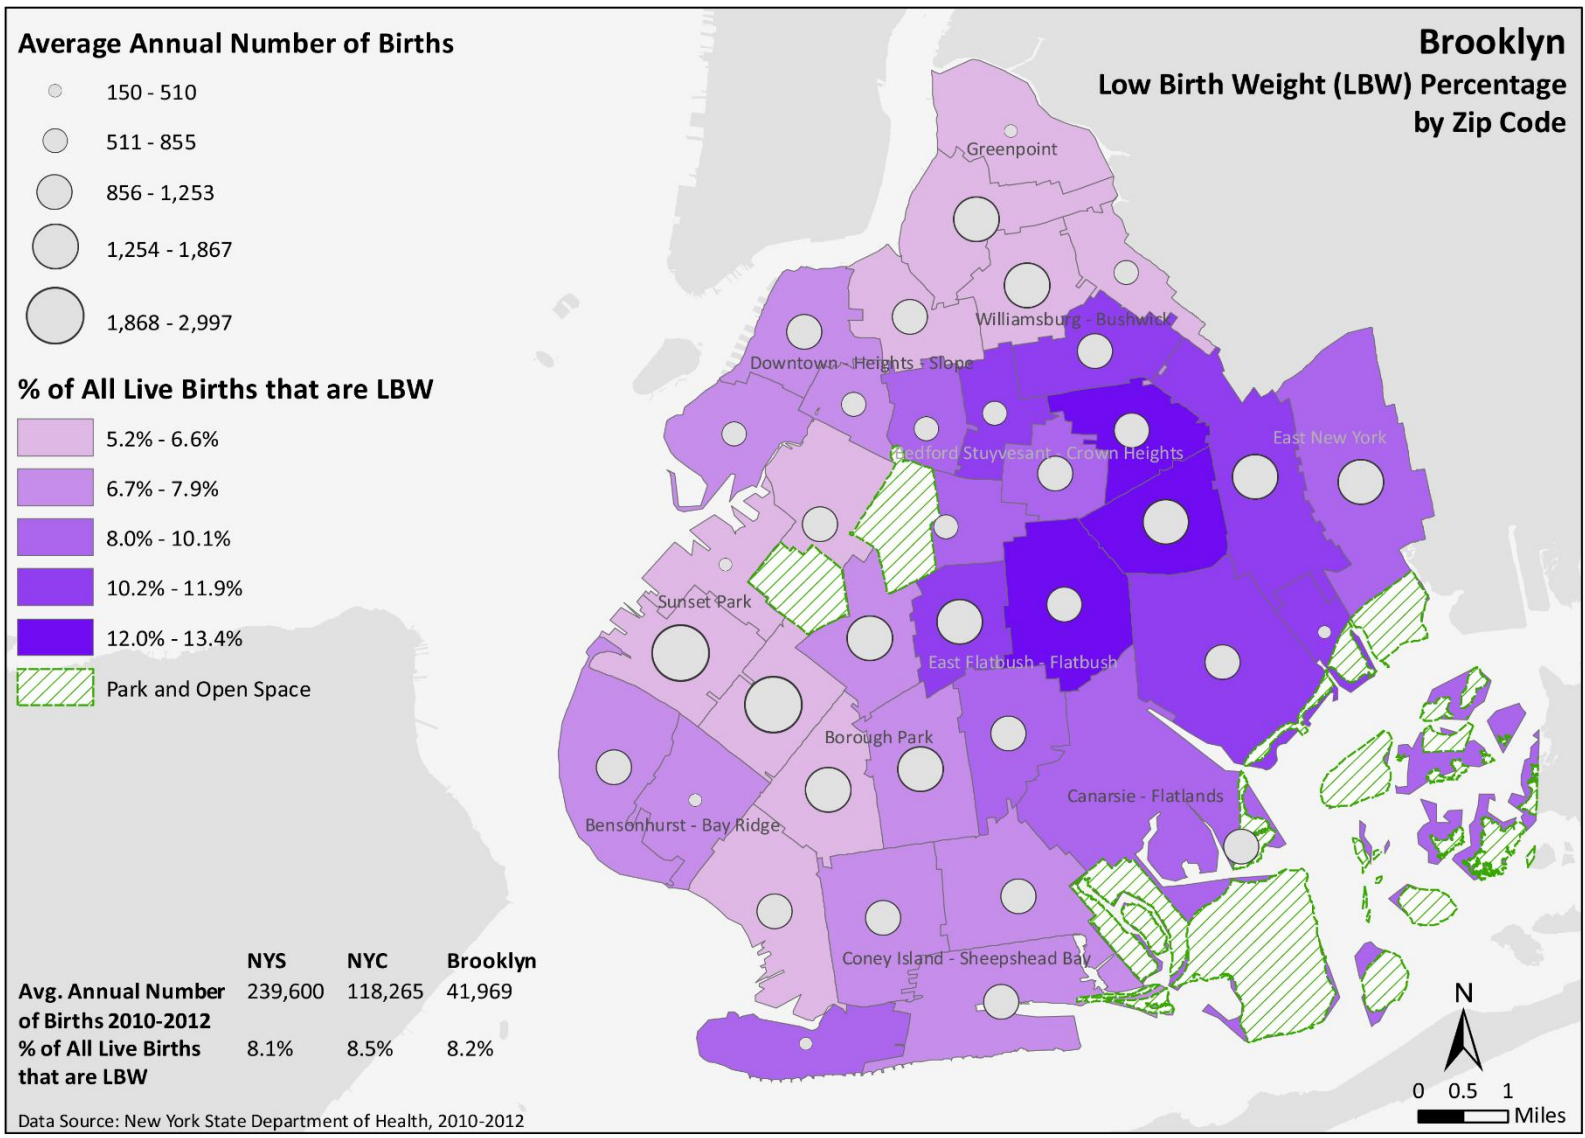 Brooklyn
Low Birth Weight (LBW) Percentage
by Zip Code
Average Annual Number of Births
150 - 510
511 - 855
856 - 1,253
1,254 - 1,867
1,868 - 2,997
% of All Live Births that are LBW
5.2% - 6.6%
6.7% - 7.9%
8.0% - 10.1%
10.2% - 11.9%
12.0% - 13.4%
Park and Open Space
Greenpoint
Williamsburg - Bushwick
Downtown - Heights - Slope
East New York
Bedford Stuyvesant - Crown Heights
Sunset Park
East Flatbush - Flatbush
Borough Park
Canarsie - Flatlands
Bensonhurst - Bay Ridge
Coney Island - Sheepshead Bay
NYS NYC Brooklyn
Avg. Annual Number 239,600 118,265 41,969
of Births 2010-2012
% of All Live Births 8.1% 8.5% 8.2%
that are LBW
Data Source: New York State Department of Health, 2010-2012
N
0 0.5 1
Miles